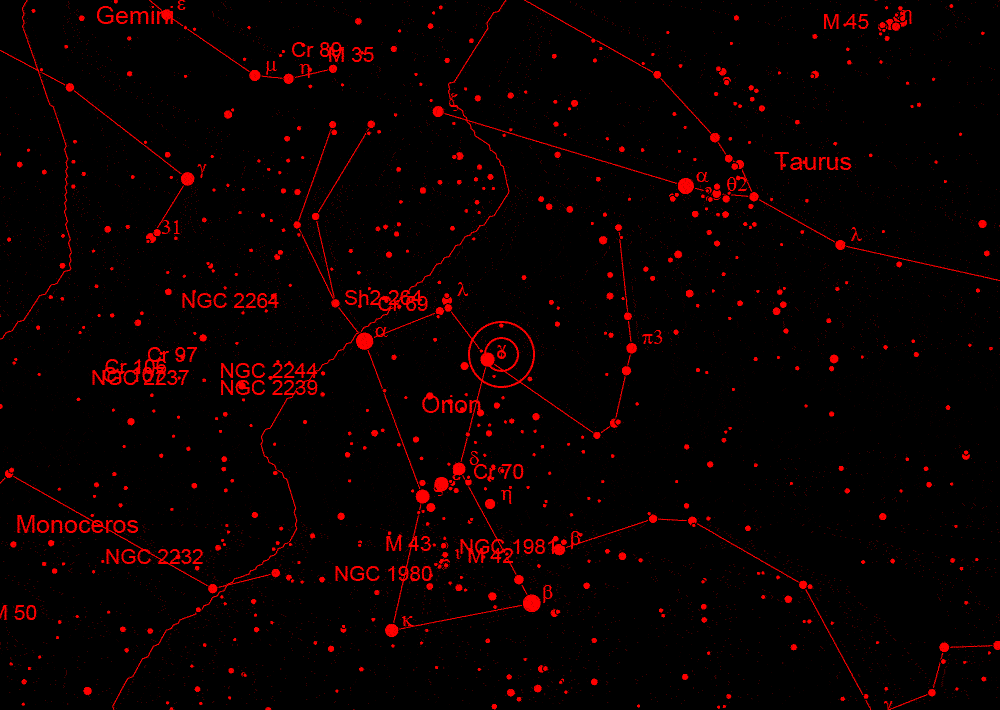 ε
Gemini
M 45
η
Cr 89
M 35
μ
η
ξ
γ
Taurus
α
θ2
31
λ
λ
NGC 2264
Sh2-264
Cr 69
α
π3
γ
Cr 97
Cr 106
NGC 2237
NGC 2244
NGC 2239
Orion
δ
Cr 70
ε
η
Monoceros
NGC 2232
M 43
NGC 1981
β
M 42
ι
NGC 1980
β
M 50
κ
γ